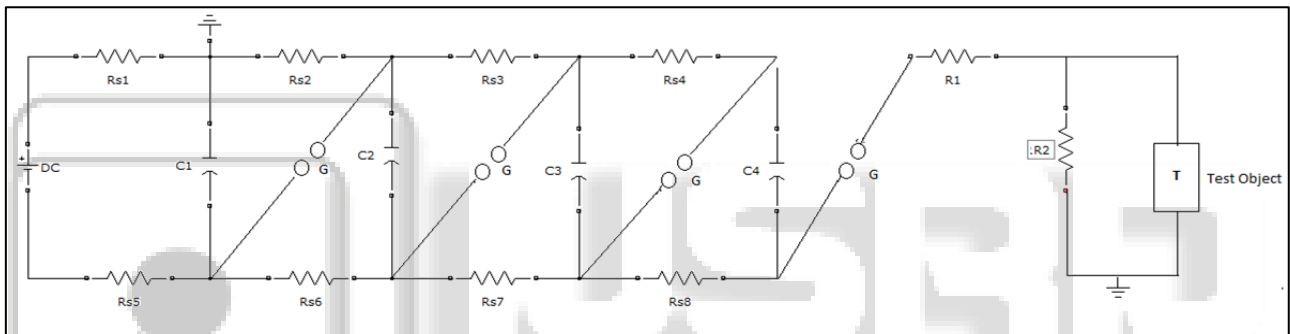 Rs1 Rs2 Rs3 Rs4 R1
+ DC C1 G C2 G C3 G C4 G R2 T Test Object
Rs5 Rs6 Rs7 Rs8